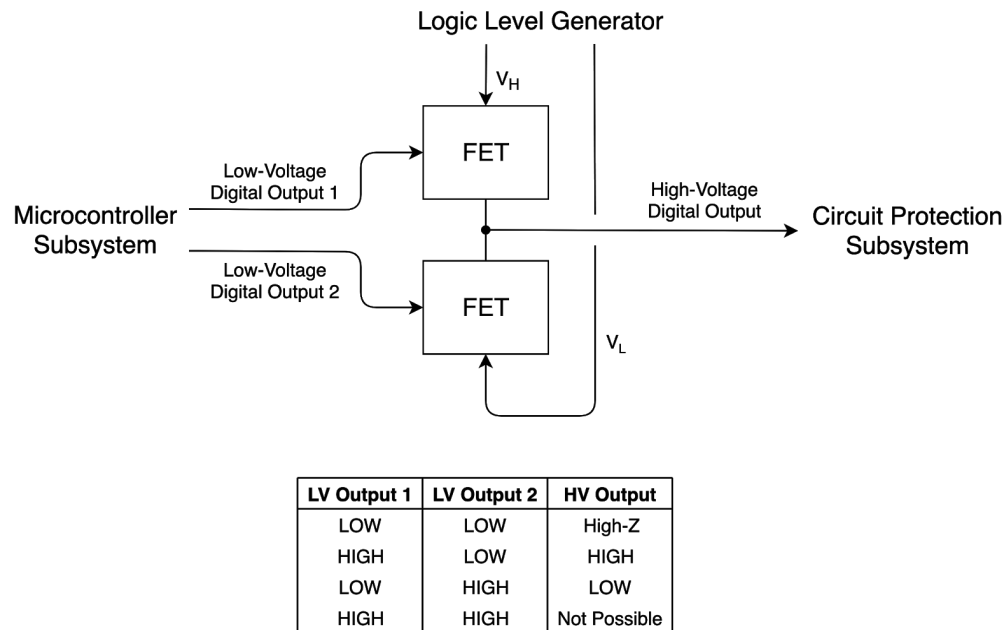 Logic Level Generator
V_H
FET
Low-Voltage
Digital Output 1
Microcontroller
Subsystem
High-Voltage
Digital Output
Circuit Protection
Subsystem
Low-Voltage
Digital Output 2
FET
V_L
LV Output 1 LV Output 2 HV Output
LOW LOW High-Z
HIGH LOW HIGH
LOW HIGH LOW
HIGH HIGH Not Possible